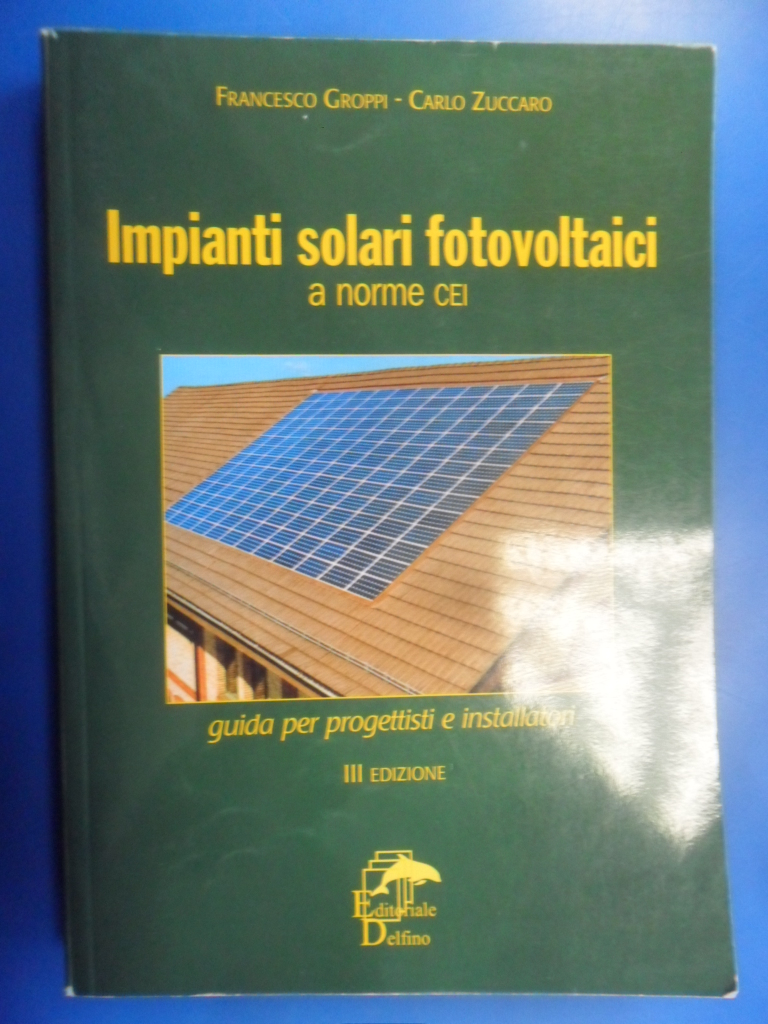 FRANCESCO GROPPI - CARLO ZUCCARO
Impianti solari fotovoltaici
a norme CEI
guida per progettisti e installatori
III EDIZIONE
Editoriale
Delfino